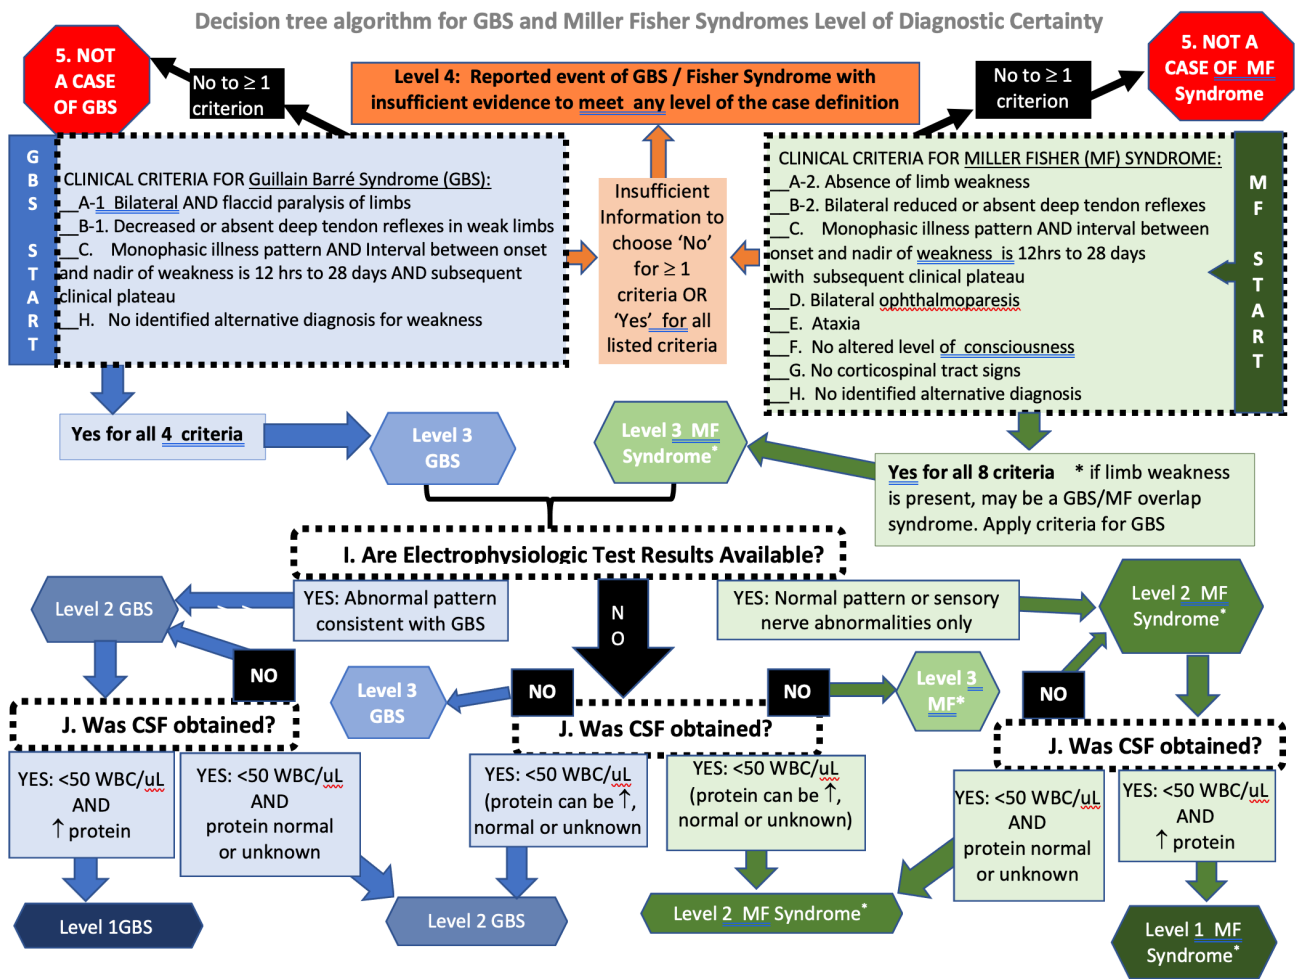 Decision tree algorithm for GBS and Miller Fisher Syndromes Level of Diagnostic Certainty
5. NOT
A CASE
OF GBS
No to ≥ 1
criterion
Level 4:  Reported event of GBS / Fisher Syndrome with
insufficient evidence to meet  any level of the case definition
No to ≥ 1
criterion
5. NOT A
CASE OF  MF
Syndrome
G
B
S
S
T
A
R
T
CLINICAL CRITERIA FOR Guillain Barré Syndrome (GBS):
__A-1  Bilateral AND flaccid paralysis of limbs
__B-1. Decreased or absent deep tendon reflexes in weak limbs
__C.   Monophasic illness pattern AND Interval between onset
and nadir of weakness is 12 hrs to 28 days AND subsequent
clinical plateau
__H.   No identified alternative diagnosis for weakness
Insufficient
Information to
choose ‘No’
for ≥ 1
criteria OR
‘Yes’  for all
listed criteria
CLINICAL CRITERIA FOR MILLER FISHER (MF) SYNDROME:
__A-2. Absence of limb weakness
__B-2. Bilateral reduced or absent deep tendon reflexes
__C.   Monophasic illness pattern AND interval between
onset and nadir of weakness  is 12hrs to 28 days
with  subsequent clinical plateau
__D. Bilateral ophthalmoparesis
__E.  Ataxia
__F.  No altered level of  consciousness
__G. No corticospinal tract signs
__H.  No identified alternative diagnosis
M
F
S
T
A
R
T
Yes for all 4  criteria
Level 3
GBS
Level 3  MF
Syndrome*
Yes for all 8 criteria    * if limb weakness
is present, may be a GBS/MF overlap
syndrome. Apply criteria for GBS
I. Are Electrophysiologic Test Results Available?
Level 2 GBS
YES: Abnormal pattern
consistent with GBS
N
O
YES: Normal pattern or sensory
nerve abnormalities only
Level 2  MF
Syndrome*
NO
Level 3
GBS
NO
NO
Level 3
MF*
NO
J. Was CSF obtained?
J. Was CSF obtained?
J. Was CSF obtained?
YES: <50 WBC/uL
AND
↑ protein
YES: <50 WBC/uL
AND
protein normal
or unknown
YES: <50 WBC/uL
(protein can be ↑,
normal or unknown
YES: <50 WBC/uL
(protein can be ↑,
normal or unknown)
YES: <50 WBC/uL
AND
protein normal
or unknown
YES: <50 WBC/uL
AND
↑ protein
Level 1GBS
Level 2 GBS
Level 2  MF Syndrome*
Level 1  MF
Syndrome*